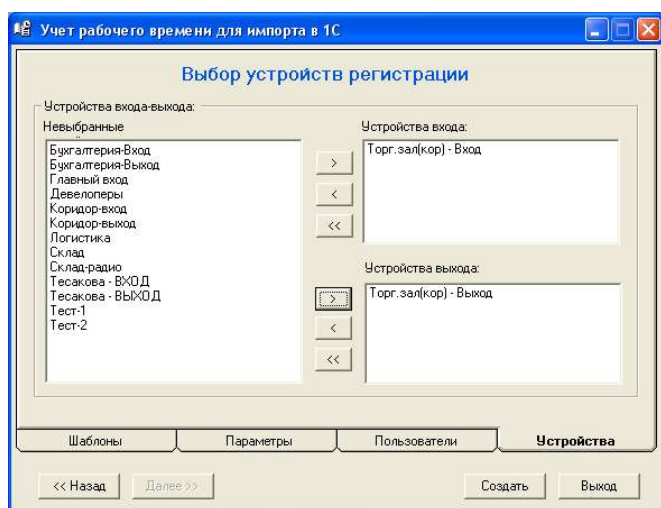 Учет рабочего времени для импорта в 1С
Выбор устройств регистрации
Устройства входа-выхода:
Невыбранные
Бухгалтерия-Вход
Бухгалтерия-Выход
Главный вход
Девелоперы
Коридор-вход
Коридор-выход
Логистика
Склад
Склад-радио
Тесакова - ВХОД
Тесакова - ВЫХОД
Тест-1
Тест-2
>
<
<<
Устройства входа:
Торг.зал(кор) - Вход
>
<
<<
Устройства выхода:
Торг.зал(кор) - Выход
Шаблоны
Параметры
Пользователи
Устройства
<< Назад
Далее >>
Создать
Выход